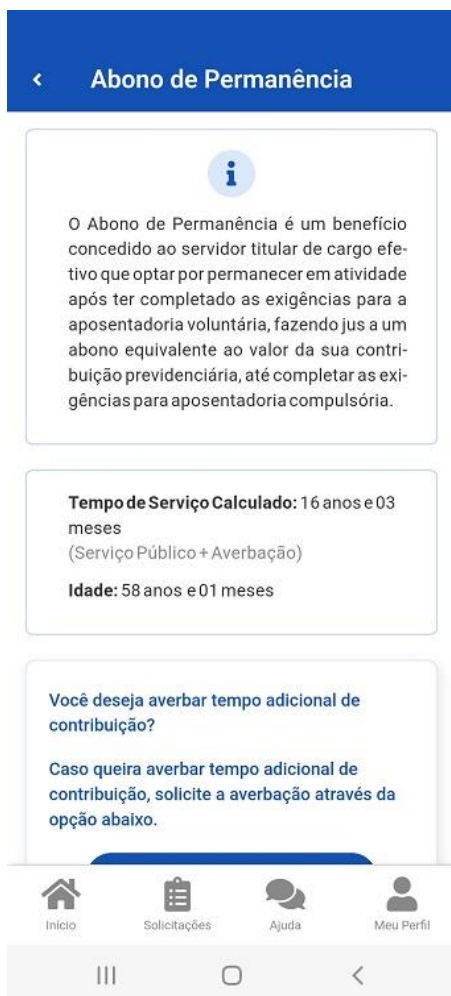 Abono de Permanência
O Abono de Permanência é um benefício
concedido ao servidor titular de cargo efe-
tivo que optar por permanecer em atividade
após ter completado as exigências para a
aposentadoria voluntária, fazendo jus a um
abono equivalente ao valor da sua contri-
buição previdenciária, até completar as exi-
gências para aposentadoria compulsória.
Tempo de Serviço Calculado: 16 anos e 03
meses
(Serviço Público + Averbação)
Idade: 58 anos e 01 meses
Você deseja averbar tempo adicional de
contribuição?
Caso queira averbar tempo adicional de
contribuição, solicite a averbação através da
opção abaixo.
Início Solicitações Ajuda Meu Perfil